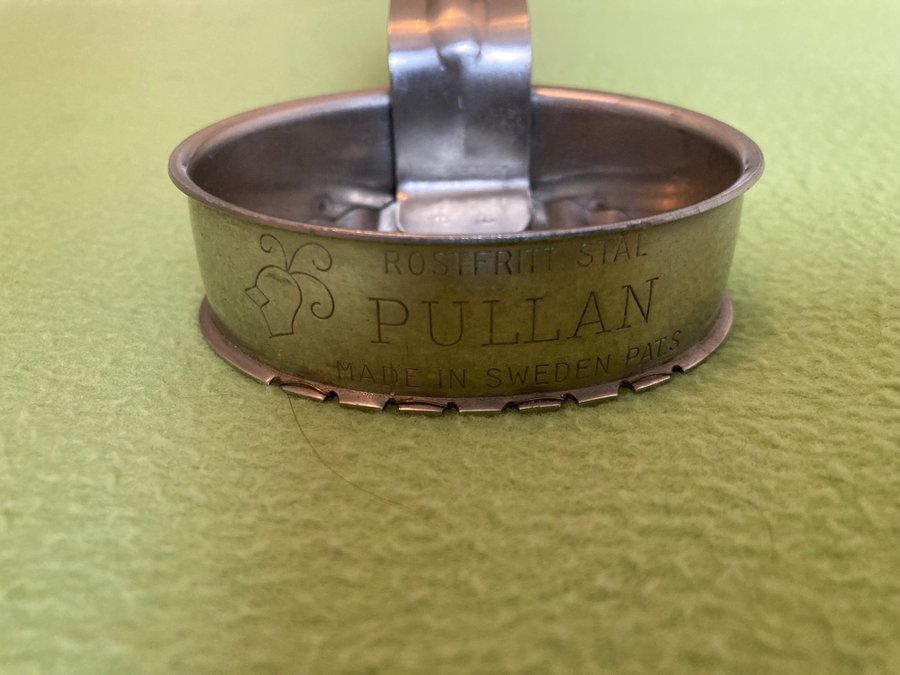 ROSTFRITT STÅL
PULLAN
MADE IN SWEDEN PATS